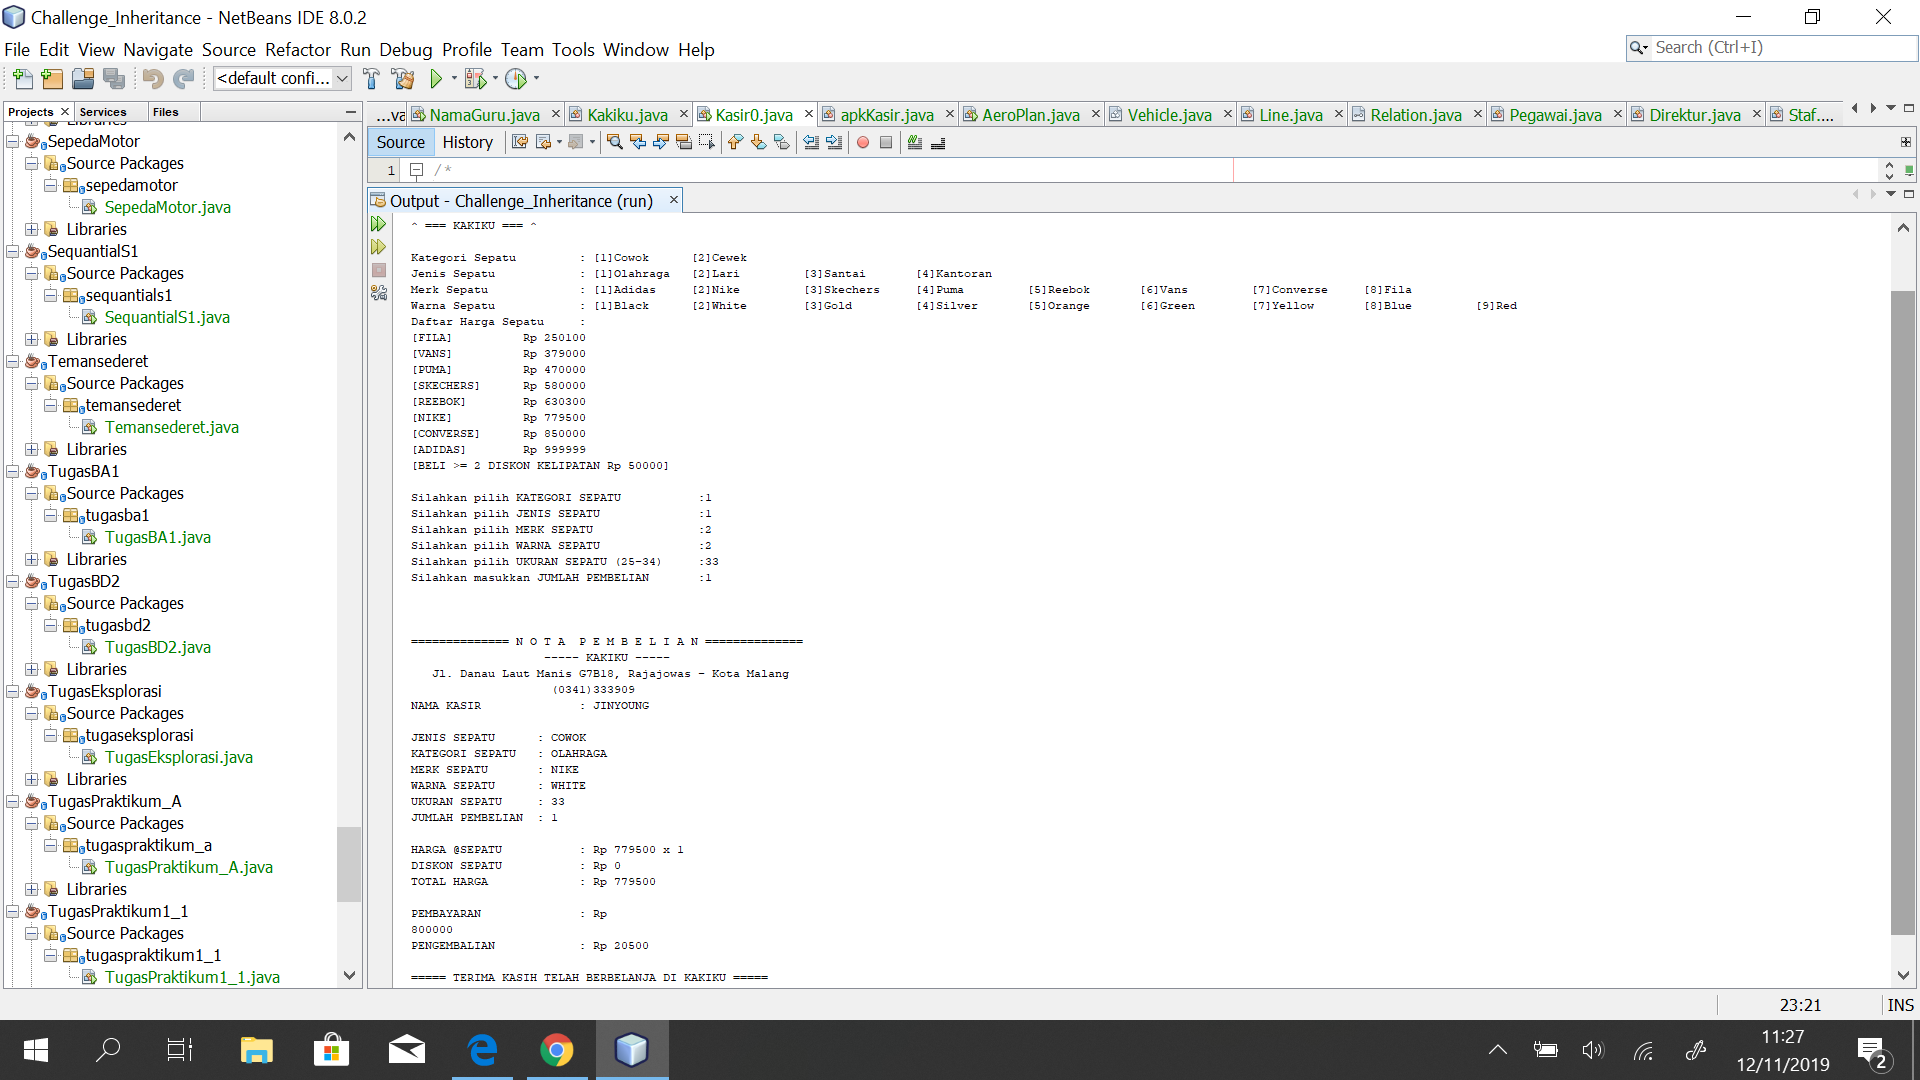 Challenge_Inheritance - NetBeans IDE 8.0.2
File Edit View Navigate Source Refactor Run Debug Profile Team Tools Window Help
Search (Ctrl+I)
<default confi...
Projects Services Files
...va NamaGuru.java Kakiku.java Kasir0.java apkKasir.java AeroPlan.java Vehicle.java Line.java Relation.java Pegawai.java Direktur.java Staf....
Source History
1 /*
Output - Challenge_Inheritance (run)
SepedaMotor
Source Packages
sepedamotor
SepedaMotor.java
Libraries
SequantialS1
Source Packages
sequantials1
SequantialS1.java
Libraries
Temansederet
Source Packages
temansederet
Temansederet.java
Libraries
TugasBA1
Source Packages
tugasba1
TugasBA1.java
Libraries
TugasBD2
Source Packages
tugasbd2
TugasBD2.java
Libraries
TugasEksplorasi
Source Packages
tugaseksplorasi
TugasEksplorasi.java
Libraries
TugasPraktikum_A
Source Packages
tugaspraktikum_a
TugasPraktikum_A.java
Libraries
TugasPraktikum1_1
Source Packages
tugaspraktikum1_1
TugasPraktikum1_1.java
^ === KAKIKU === ^
Kategori Sepatu : [1]Cowok [2]Cewek
Jenis Sepatu : [1]Olahraga [2]Lari [3]Santai [4]Kantoran
Merk Sepatu : [1]Adidas [2]Nike [3]Skechers [4]Puma [5]Reebok [6]Vans [7]Converse [8]Fila
Warna Sepatu : [1]Black [2]White [3]Gold [4]Silver [5]Orange [6]Green [7]Yellow [8]Blue [9]Red
Daftar Harga Sepatu :
[FILA] Rp 250100
[VANS] Rp 379000
[PUMA] Rp 470000
[SKECHERS] Rp 580000
[REEBOK] Rp 630300
[NIKE] Rp 779500
[CONVERSE] Rp 850000
[ADIDAS] Rp 999999
[BELI >= 2 DISKON KELIPATAN Rp 50000]
Silahkan pilih KATEGORI SEPATU :1
Silahkan pilih JENIS SEPATU :1
Silahkan pilih MERK SEPATU :2
Silahkan pilih WARNA SEPATU :2
Silahkan pilih UKURAN SEPATU (25-34) :33
Silahkan masukkan JUMLAH PEMBELIAN :1
============== N O T A  P E M B E L I A N ==============
----- KAKIKU -----
Jl. Danau Laut Manis G7B18, Rajajowas - Kota Malang
(0341)333909
NAMA KASIR : JINYOUNG
JENIS SEPATU : COWOK
KATEGORI SEPATU : OLAHRAGA
MERK SEPATU : NIKE
WARNA SEPATU : WHITE
UKURAN SEPATU : 33
JUMLAH PEMBELIAN : 1
HARGA @SEPATU : Rp 779500 x 1
DISKON SEPATU : Rp 0
TOTAL HARGA : Rp 779500
PEMBAYARAN : Rp
800000
PENGEMBALIAN : Rp 20500
===== TERIMA KASIH TELAH BERBELANJA DI KAKIKU =====
23:21 INS
11:27
12/11/2019
2